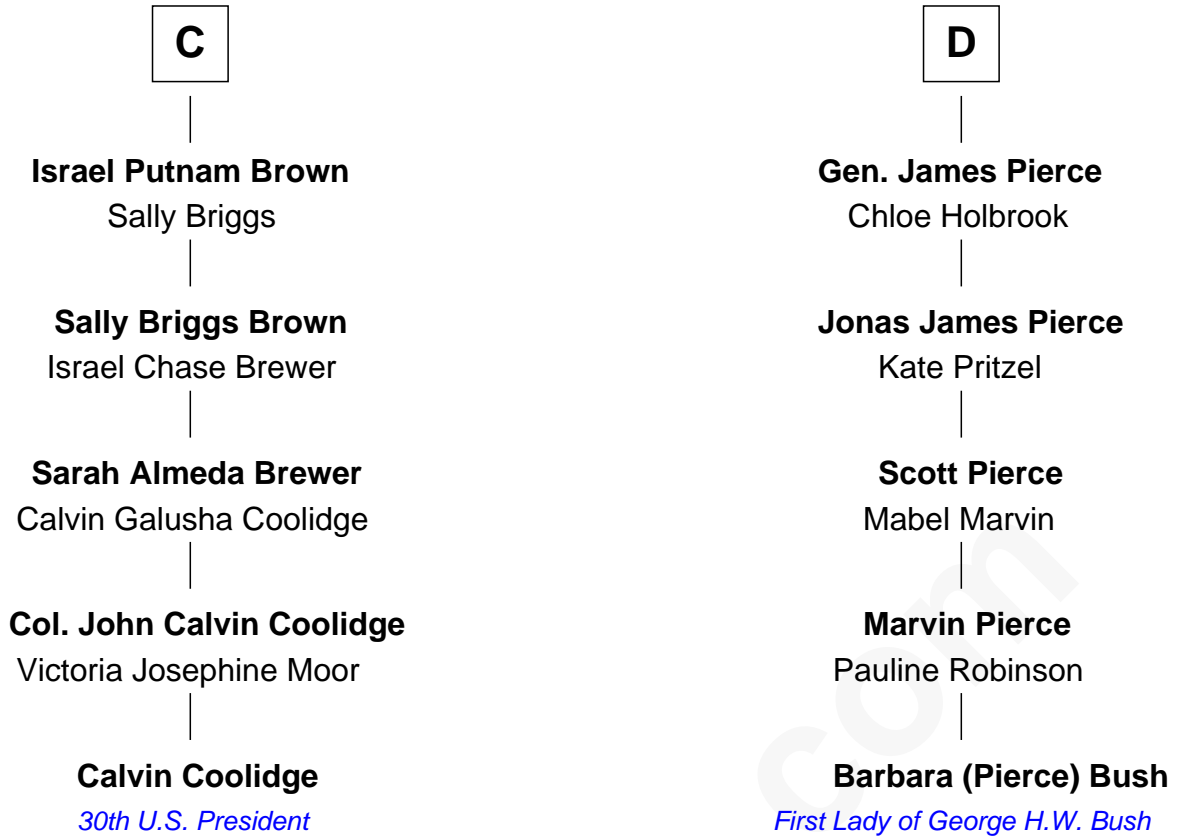 C
Israel Putnam Brown
Sally Briggs
Sally Briggs Brown
Israel Chase Brewer
Sarah Almeda Brewer
Calvin Galusha Coolidge
Col. John Calvin Coolidge
Victoria Josephine Moor
Calvin Coolidge
30th U.S. President
D
Gen. James Pierce
Chloe Holbrook
Jonas James Pierce
Kate Pritzel
Scott Pierce
Mabel Marvin
Marvin Pierce
Pauline Robinson
Barbara (Pierce) Bush
First Lady of George H.W. Bush
com